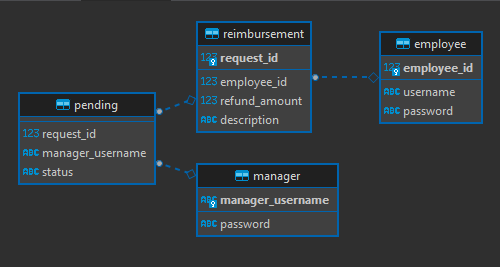 reimbursement
123 request_id
123 employee_id
123 refund_amount
ABC description
employee
123 employee_id
ABC username
ABC password
pending
123 request_id
ABC manager_username
ABC status
manager
ABC manager_username
ABC password